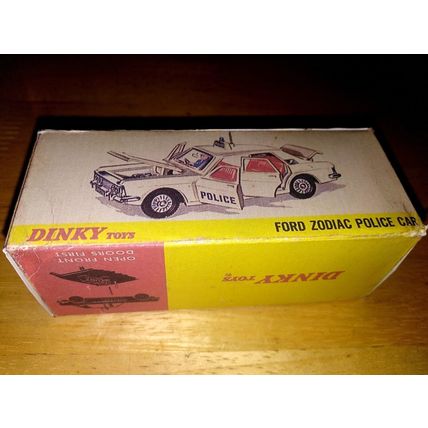 POLICE
DINKY TOYS
FORD ZODIAC POLICE CAR
DINKY TOYS
OPEN FRONT
DOORS FIRST